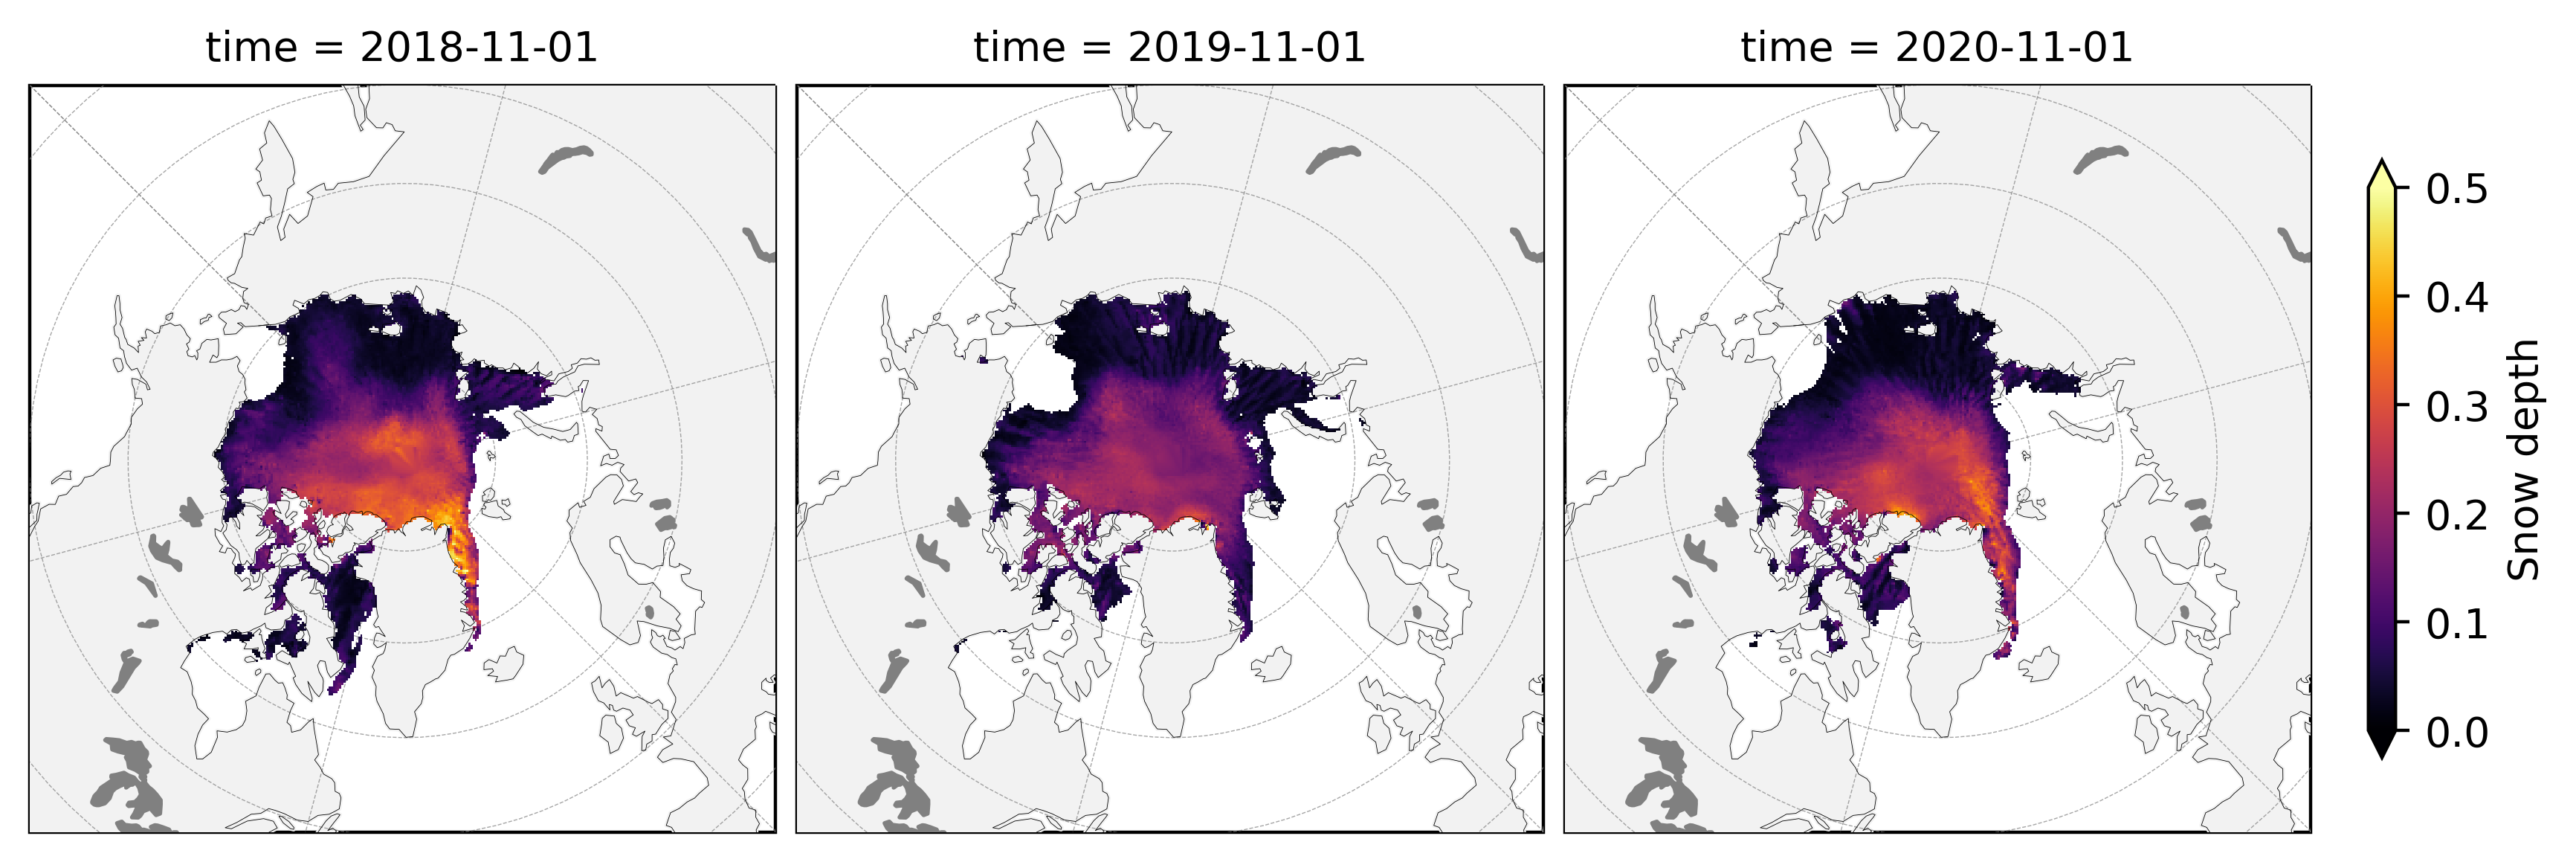 time = 2018-11-01
time = 2019-11-01
time = 2020-11-01
0.5
0.4
0.3
0.2
0.1
0.0
Snow depth